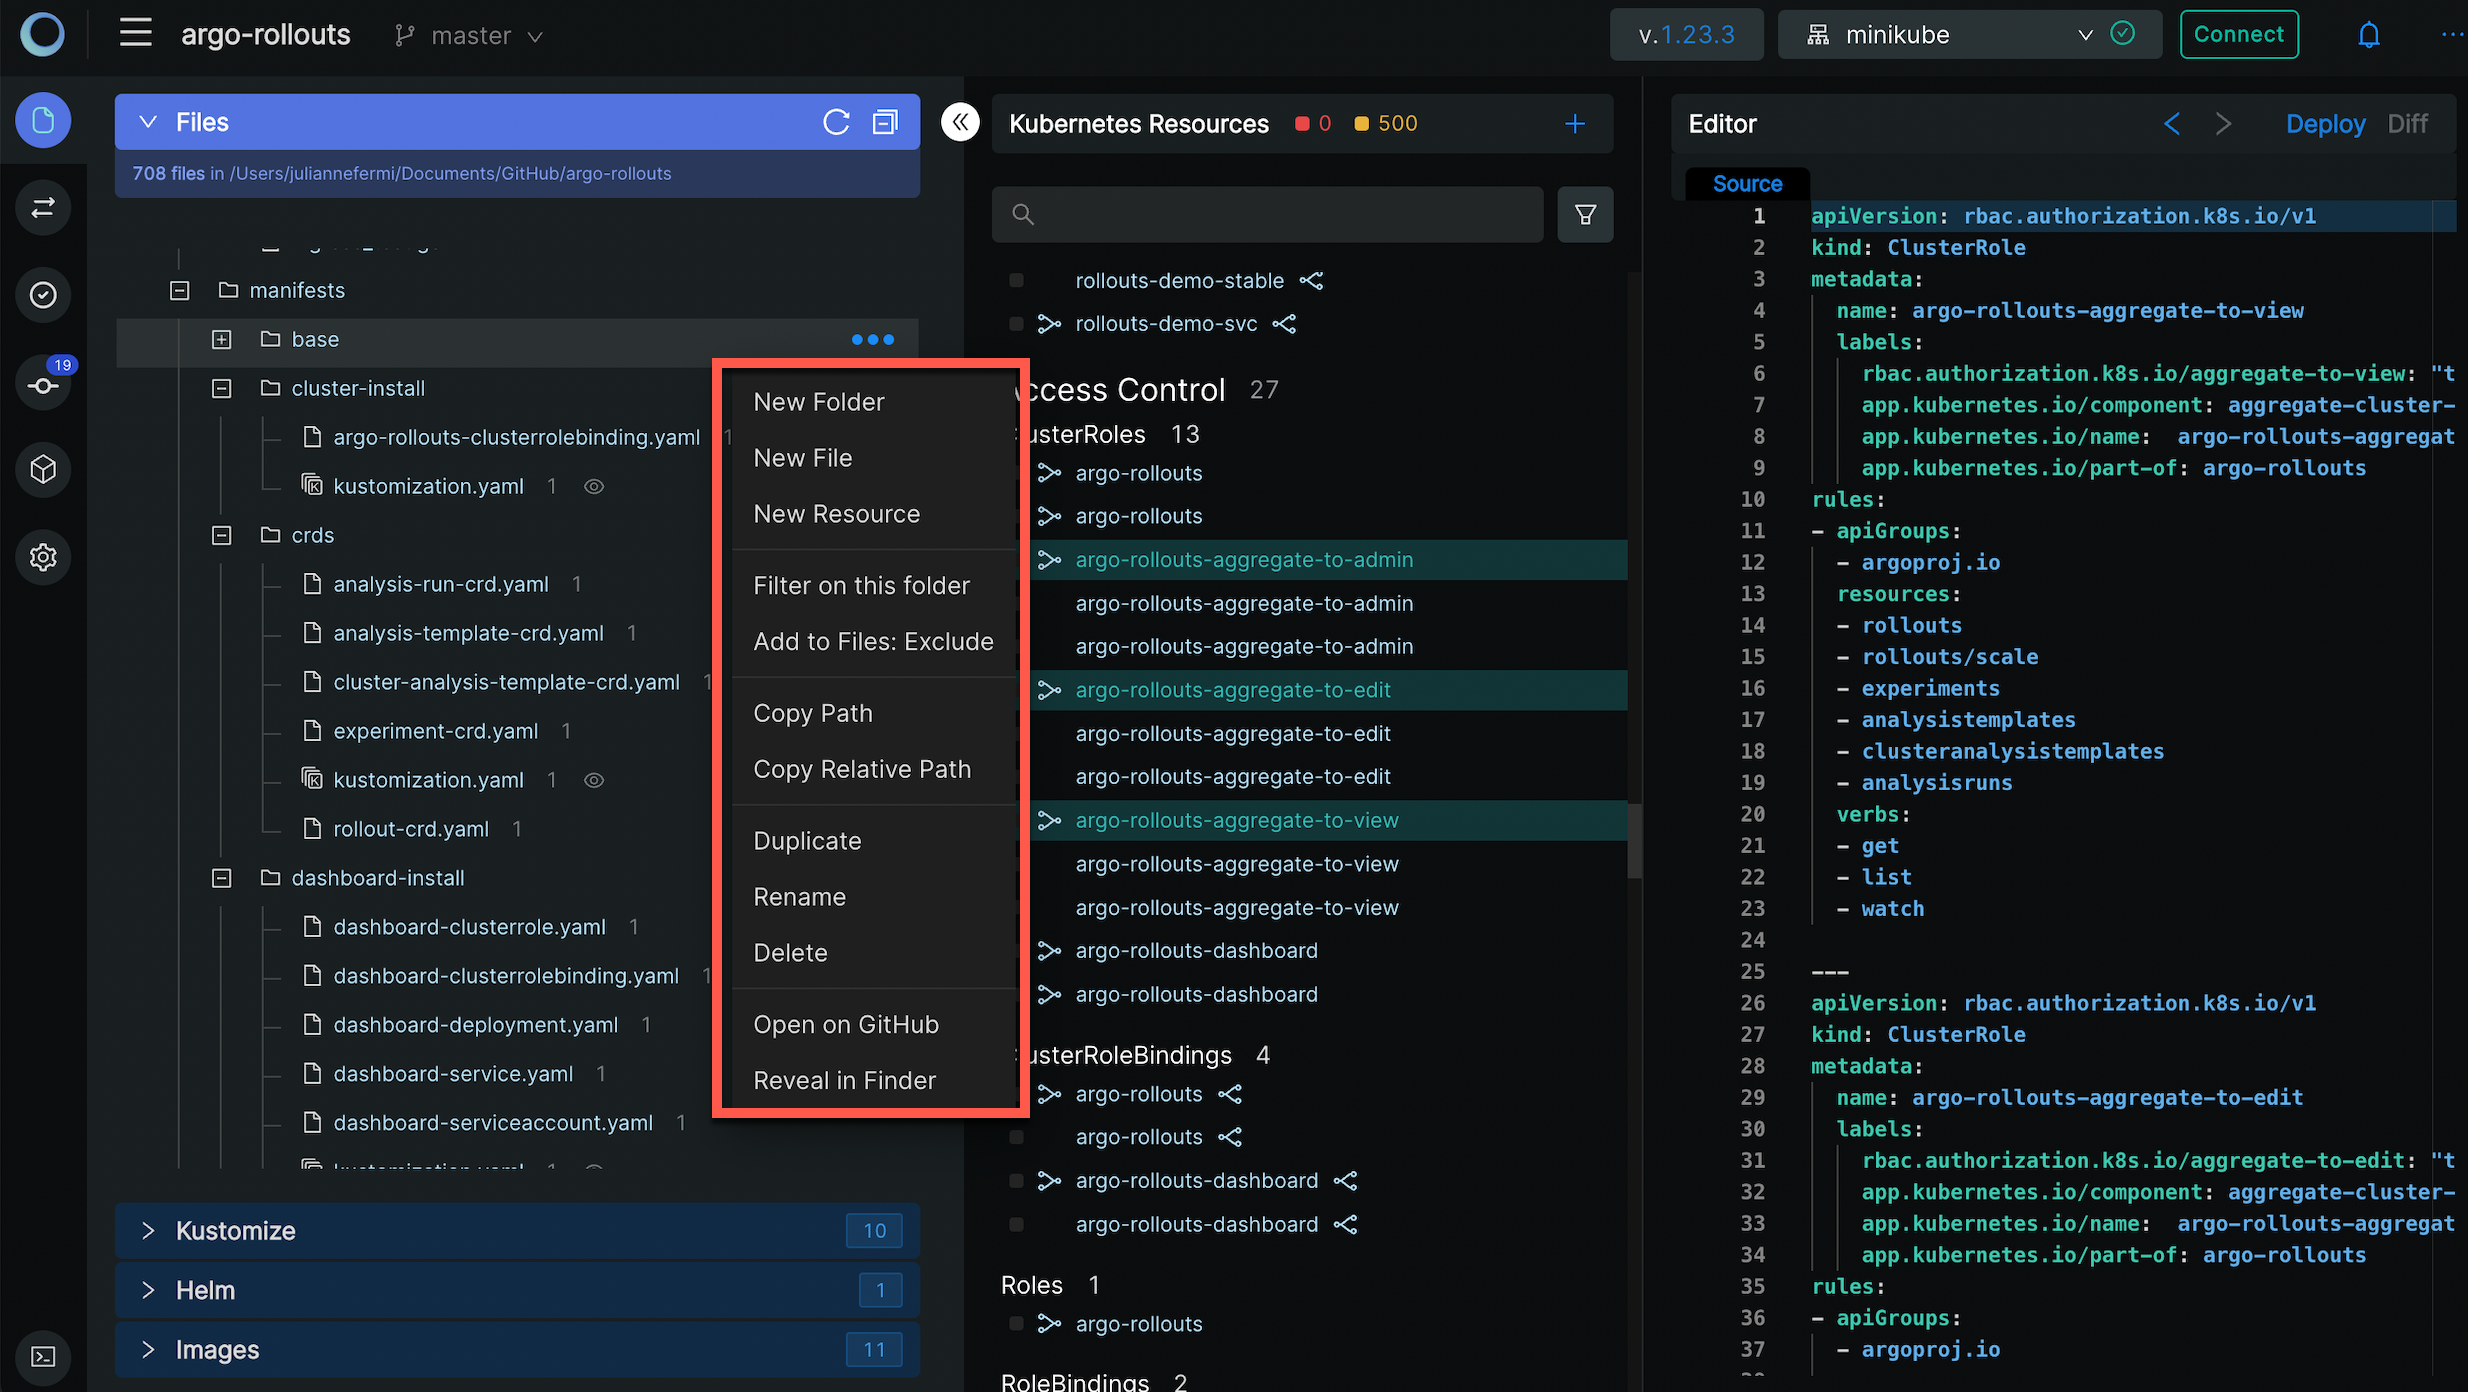 argo-rollouts
master
v.1.23.3
minikube
Connect
Files
708 files in /Users/juliannefermi/Documents/GitHub/argo-rollouts
19
manifests
base
cluster-install
argo-rollouts-clusterrolebinding.yaml 1
kustomization.yaml 1
crds
analysis-run-crd.yaml 1
analysis-template-crd.yaml 1
cluster-analysis-template-crd.yaml 1
experiment-crd.yaml 1
kustomization.yaml 1
rollout-crd.yaml 1
dashboard-install
dashboard-clusterrole.yaml 1
dashboard-clusterrolebinding.yaml 1
dashboard-deployment.yaml 1
dashboard-service.yaml 1
dashboard-serviceaccount.yaml 1
Kustomize 10
Helm 1
Images 11
New Folder
New File
New Resource
Filter on this folder
Add to Files: Exclude
Copy Path
Copy Relative Path
Duplicate
Rename
Delete
Open on GitHub
Reveal in Finder
Kubernetes Resources 0 500
rollouts-demo-stable
rollouts-demo-svc
ccess Control 27
usterRoles 13
argo-rollouts
argo-rollouts
argo-rollouts-aggregate-to-admin
argo-rollouts-aggregate-to-admin
argo-rollouts-aggregate-to-admin
argo-rollouts-aggregate-to-edit
argo-rollouts-aggregate-to-edit
argo-rollouts-aggregate-to-edit
argo-rollouts-aggregate-to-view
argo-rollouts-aggregate-to-view
argo-rollouts-aggregate-to-view
argo-rollouts-dashboard
argo-rollouts-dashboard
usterRoleBindings 4
argo-rollouts
argo-rollouts
argo-rollouts-dashboard
argo-rollouts-dashboard
Roles 1
argo-rollouts
RoleBindings 2
Editor
Deploy
Diff
Source
1 apiVersion: rbac.authorization.k8s.io/v1
2 kind: ClusterRole
3 metadata:
4 name: argo-rollouts-aggregate-to-view
5 labels:
6 rbac.authorization.k8s.io/aggregate-to-view: "t
7 app.kubernetes.io/component: aggregate-cluster-
8 app.kubernetes.io/name: argo-rollouts-aggregat
9 app.kubernetes.io/part-of: argo-rollouts
10 rules:
11 - apiGroups:
12 - argoproj.io
13 resources:
14 - rollouts
15 - rollouts/scale
16 - experiments
17 - analysistemplates
18 - clusteranalysistemplates
19 - analysisruns
20 verbs:
21 - get
22 - list
23 - watch
24
25 ---
26 apiVersion: rbac.authorization.k8s.io/v1
27 kind: ClusterRole
28 metadata:
29 name: argo-rollouts-aggregate-to-edit
30 labels:
31 rbac.authorization.k8s.io/aggregate-to-edit: "t
32 app.kubernetes.io/component: aggregate-cluster-
33 app.kubernetes.io/name: argo-rollouts-aggregat
34 app.kubernetes.io/part-of: argo-rollouts
35 rules:
36 - apiGroups:
37 - argoproj.io